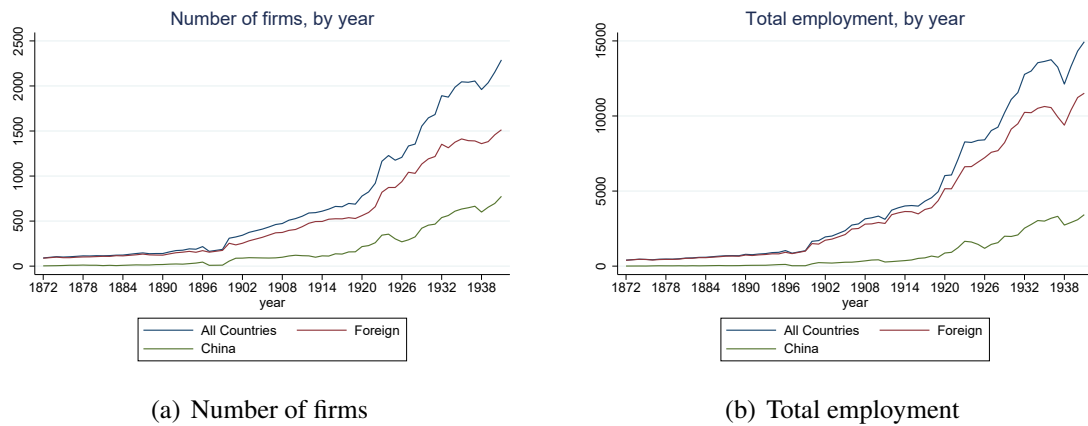 Number of firms, by year
2500
2000
1500
1000
500
0
1872 1878 1884 1890 1896 1902 1908 1914 1920 1926 1932 1938
year
All Countries Foreign
China
(a) Number of firms
Total employment, by year
15000
10000
5000
0
1872 1878 1884 1890 1896 1902 1908 1914 1920 1926 1932 1938
year
All Countries Foreign
China
(b) Total employment